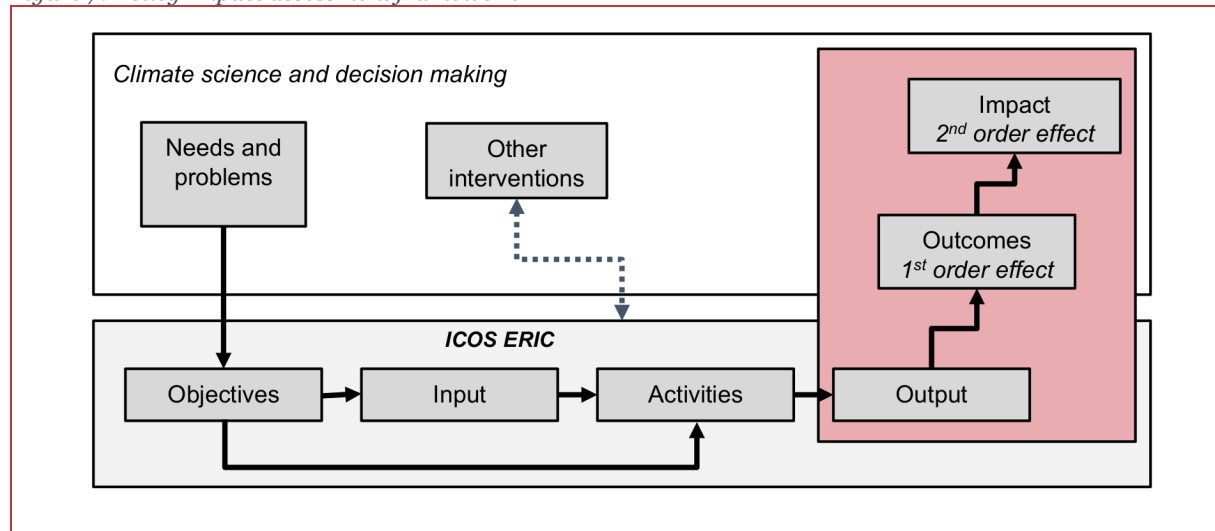 Climate science and decision making
Needs and
problems
Other
interventions
Impact
2nd order effect
Outcomes
1st order effect
ICOS ERIC
Objectives
Input
Activities
Output